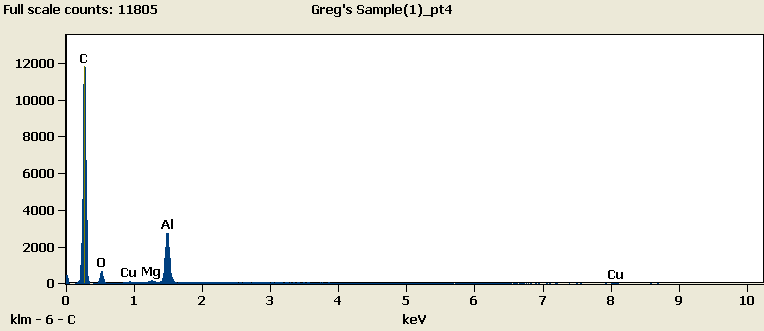 Full scale counts: 11805 Greg's Sample(1)_pt4
12000
10000
8000
6000
4000
2000
0
C
O
Cu
Mg
Al
Cu
0 1 2 3 4 5 6 7 8 9 10
klm - 6 - C keV